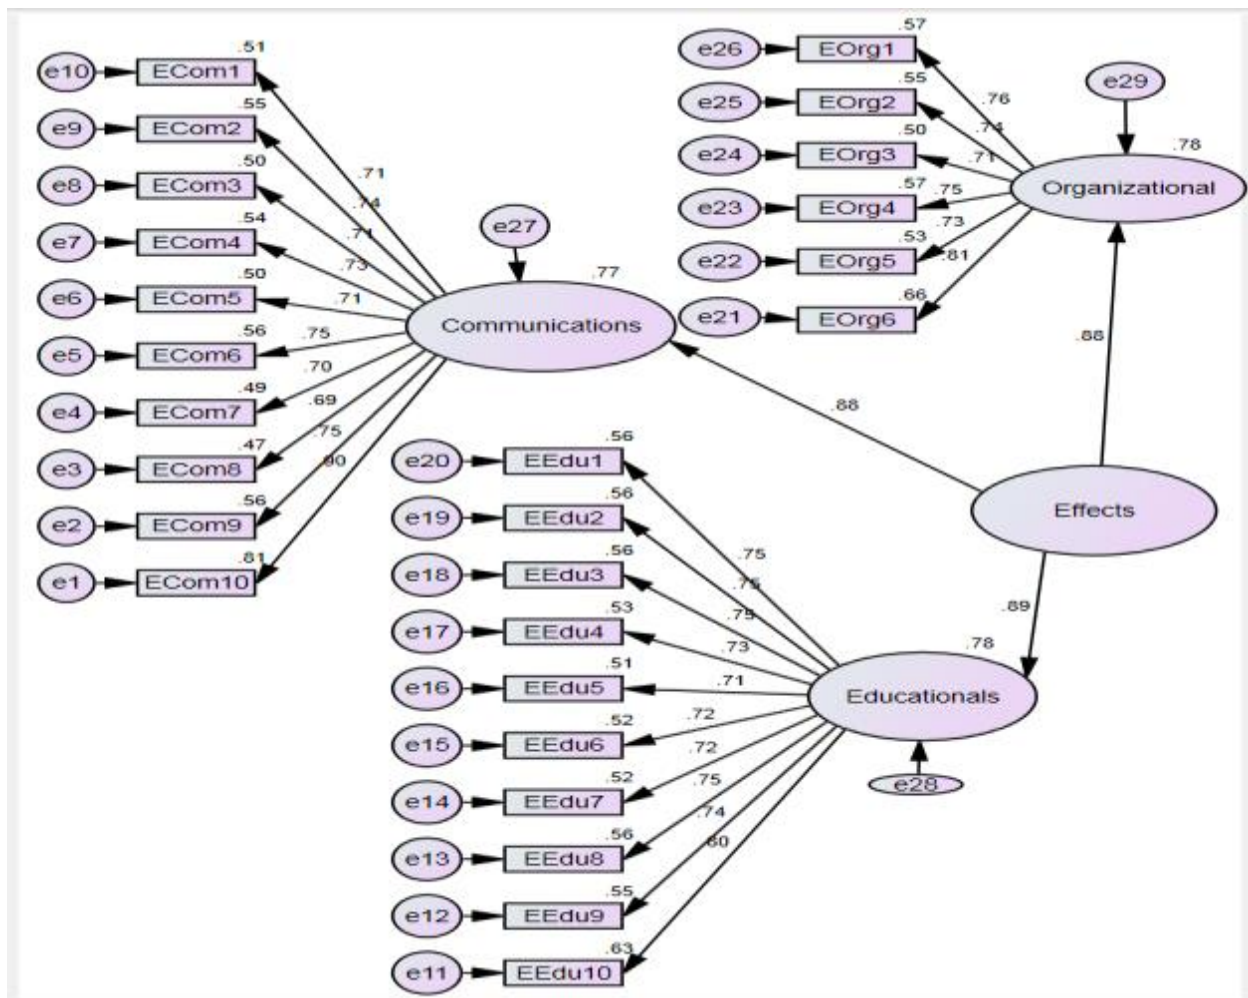 e10 ECom1 .51
e9 ECom2 .55
e8 ECom3 .50
e7 ECom4 .54
e6 ECom5 .50
e5 ECom6 .56
e4 ECom7 .49
e3 ECom8 .47
e2 ECom9 .56
e1 ECom10 .81
.71
.74
.71
.73
.71
.75
.70
.69
.75
.90
e27
.77
Communications
e26 EOrg1 .57
e25 EOrg2 .55
e24 EOrg3 .50
e23 EOrg4 .57
e22 EOrg5 .53
e21 EOrg6 .66
.76
.74
.71
.75
.73
.81
e29
.78
Organizational
.88
.88
Effects
.89
e20 EEdu1 .56
e19 EEdu2 .56
e18 EEdu3 .56
e17 EEdu4 .53
e16 EEdu5 .51
e15 EEdu6 .52
e14 EEdu7 .52
e13 EEdu8 .56
e12 EEdu9 .55
e11 EEdu10 .63
.75
.75
.75
.73
.71
.72
.72
.75
.74
.78
Educationals
e28